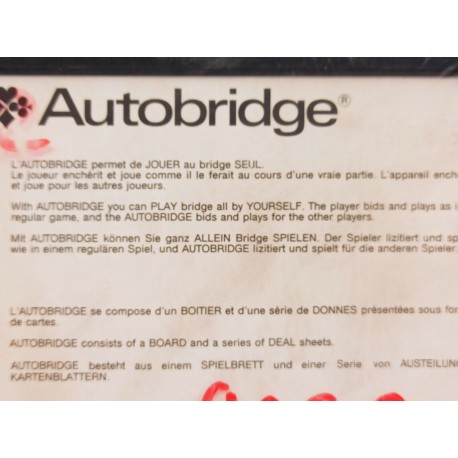 Autobridge®
L'AUTOBRIDGE permet de JOUER au bridge SEUL.
Le joueur enchérit et joue comme il le ferait au cours d'une vraie partie. L'appareil
et joue pour les autres joueurs.
With AUTOBRIDGE you can PLAY bridge all by YOURSELF. The player bids and plays as
regular game, and the AUTOBRIDGE bids and plays for the other players.
Mit AUTOBRIDGE können Sie ganz ALLEIN Bridge SPIELEN. Der Spieler lizitiert und
wie in einem regulären Spiel, und AUTOBRIDGE lizitiert und spielt für die anderen Spieler.
L'AUTOBRIDGE se compose d'un BOITIER et d'une série de DONNES présentées sous
de cartes.
AUTOBRIDGE consists of a BOARD and a series of DEAL sheets.
AUTOBRIDGE besteht aus einem SPIELBRETT und einer Serie von
KARTENBLATTERN.